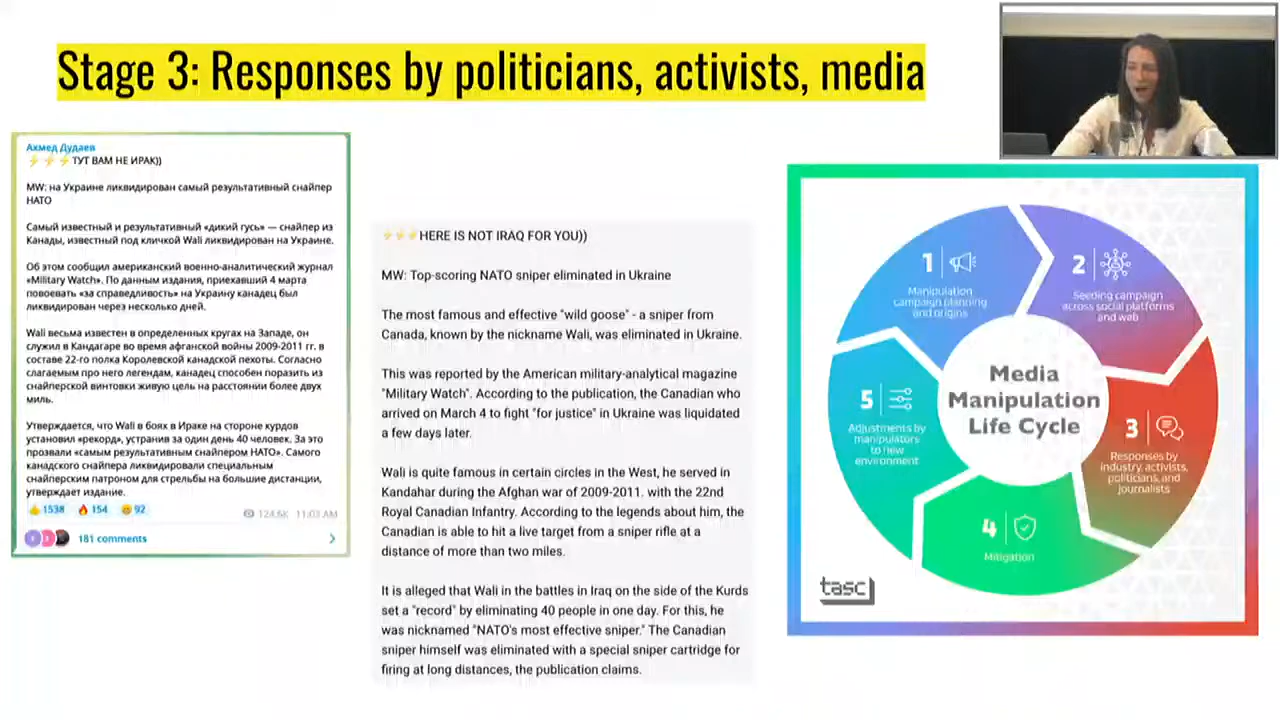 Stage 3: Responses by politicians, activists, media
Ахмед Дудаев
⚡⚡⚡ТУТ ВАМ НЕ ИРАК))
MW: на Украине ликвидирован самый результативный снайпер
НАТО
Самый известный и результативный «дикий гусь» — снайпер из
Канады, известный под кличкой Wali ликвидирован на Украине.
Об этом сообщил американский военно-аналитический журнал
«Military Watch». По данным издания, приехавший 4 марта
повоевать «за справедливость» на Украину канадец был
ликвидирован через несколько дней.
Wali весьма известен в определенных кругах на Западе, он
служил в Кандагаре во время афганской войны 2009-2011 гг. в
составе 22-го полка Королевской канадской пехоты. Согласно
слагаемым про него легендам, канадец способен поразить из
снайперской винтовки живую цель на расстоянии более двух
миль.
Утверждается, что Wali в боях в Ираке на стороне курдов
установил «рекорд», устранив за один день 40 человек. За это
прозвали «самым результативным снайпером НАТО». Самого
канадского снайпера ликвидировали специальным
снайперским патроном для стрельбы на большие дистанции,
утверждает издание.
👍1538 🔥154 😁92
124.6K 11:03 AM
181 comments
⚡⚡⚡HERE IS NOT IRAQ FOR YOU))
MW: Top-scoring NATO sniper eliminated in Ukraine
The most famous and effective "wild goose" - a sniper from
Canada, known by the nickname Wali, was eliminated in Ukraine.
This was reported by the American military-analytical magazine
"Military Watch". According to the publication, the Canadian who
arrived on March 4 to fight "for justice" in Ukraine was liquidated
a few days later.
Wali is quite famous in certain circles in the West, he served in
Kandahar during the Afghan war of 2009-2011. with the 22nd
Royal Canadian Infantry. According to the legends about him, the
Canadian is able to hit a live target from a sniper rifle at a
distance of more than two miles.
It is alleged that Wali in the battles in Iraq on the side of the Kurds
set a "record" by eliminating 40 people in one day. For this, he
was nicknamed "NATO's most effective sniper." The Canadian
sniper himself was eliminated with a special sniper cartridge for
firing at long distances, the publication claims.
1
Manipulation
campaign planning
and origins
2
Seeding campaign
across social platforms
and web
Media
Manipulation
Life Cycle
3
Responses by
industry, activists,
politicians, and
journalists
4
Mitigation
5
Adjustments by
manipulators
to new
environment
tasc